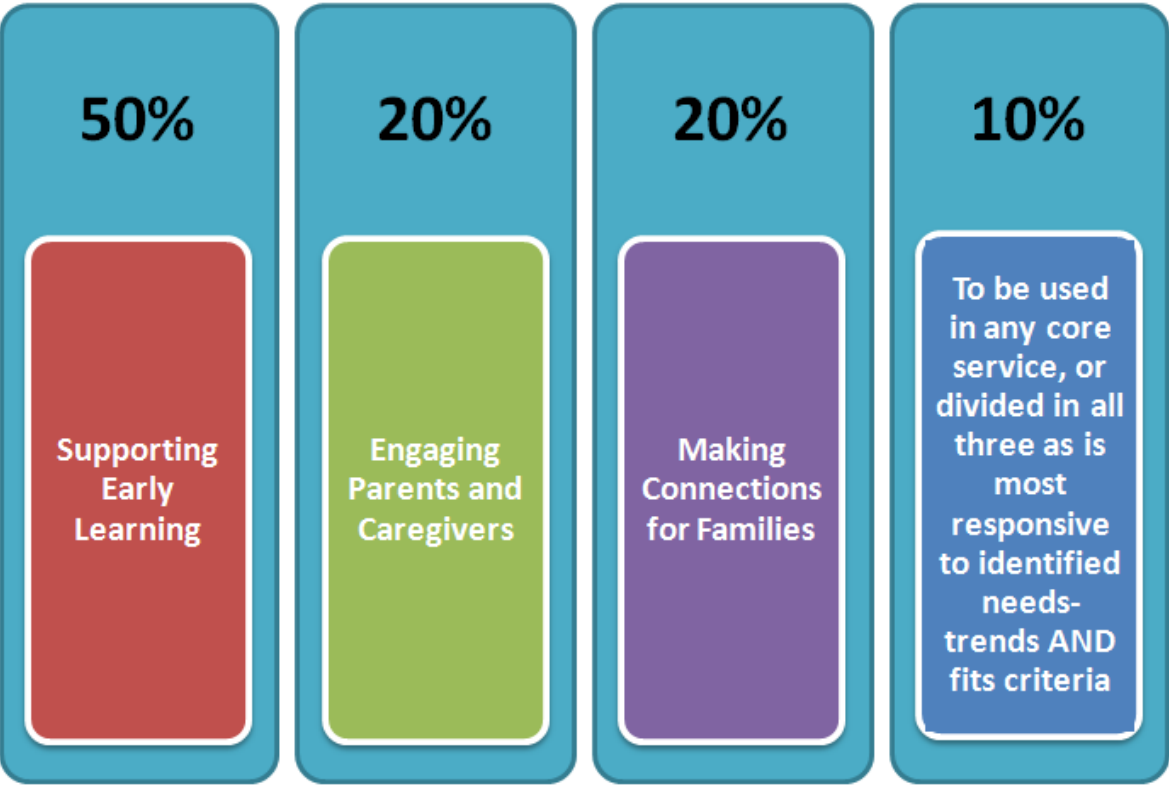 50%
Supporting
Early
Learning
20%
Engaging
Parents and
Caregivers
20%
Making
Connections
for Families
10%
To be used
in any core
service, or
divided in all
three as is
most
responsive
to identified
needs-
trends AND
fits criteria